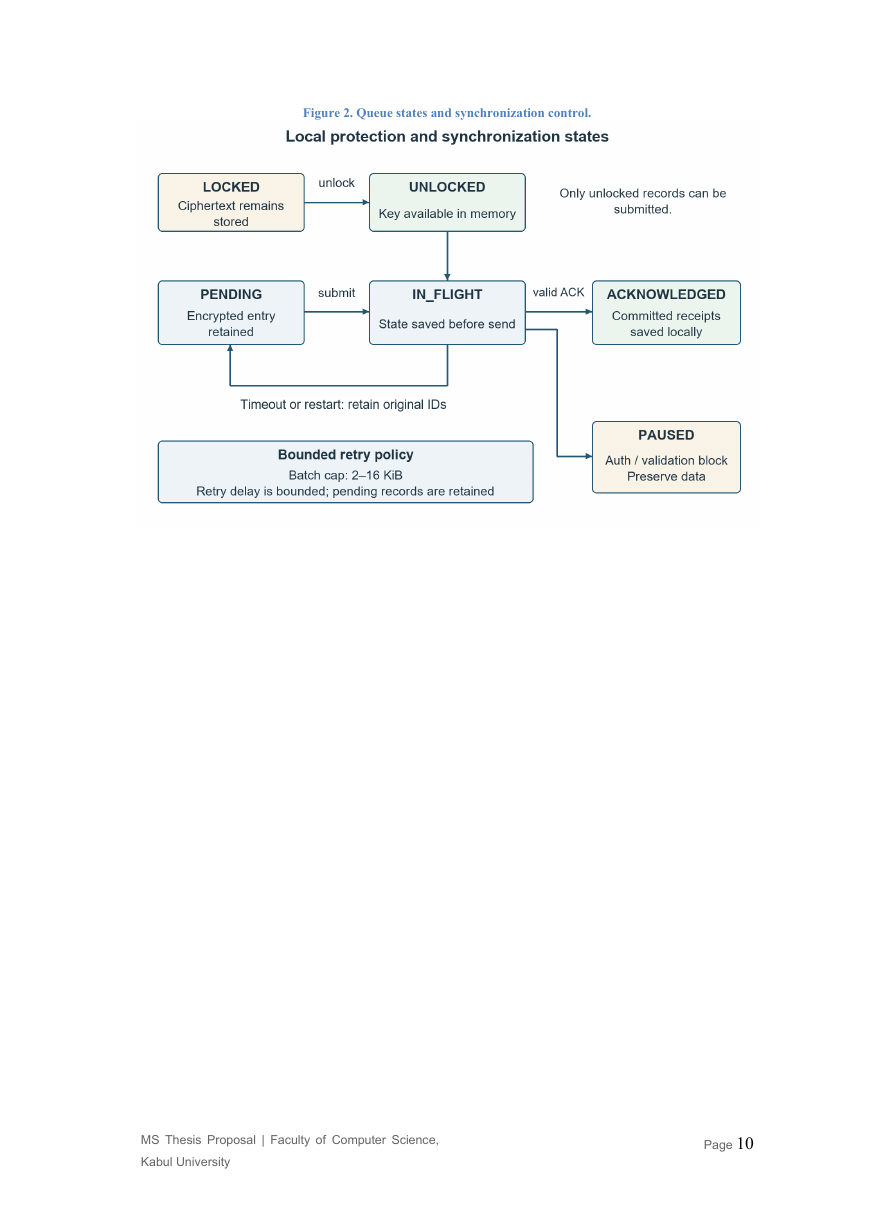 Figure 2. Queue states and synchronization control.
Local protection and synchronization states
LOCKED
Ciphertext remains
stored
unlock
UNLOCKED
Key available in memory
Only unlocked records can be
submitted.
PENDING
Encrypted entry
retained
submit
IN_FLIGHT
State saved before send
valid ACK
ACKNOWLEDGED
Committed receipts
saved locally
Timeout or restart: retain original IDs
PAUSED
Auth / validation block
Preserve data
Bounded retry policy
Batch cap: 2–16 KiB
Retry delay is bounded; pending records are retained
MS Thesis Proposal | Faculty of Computer Science,
Kabul University
Page 10